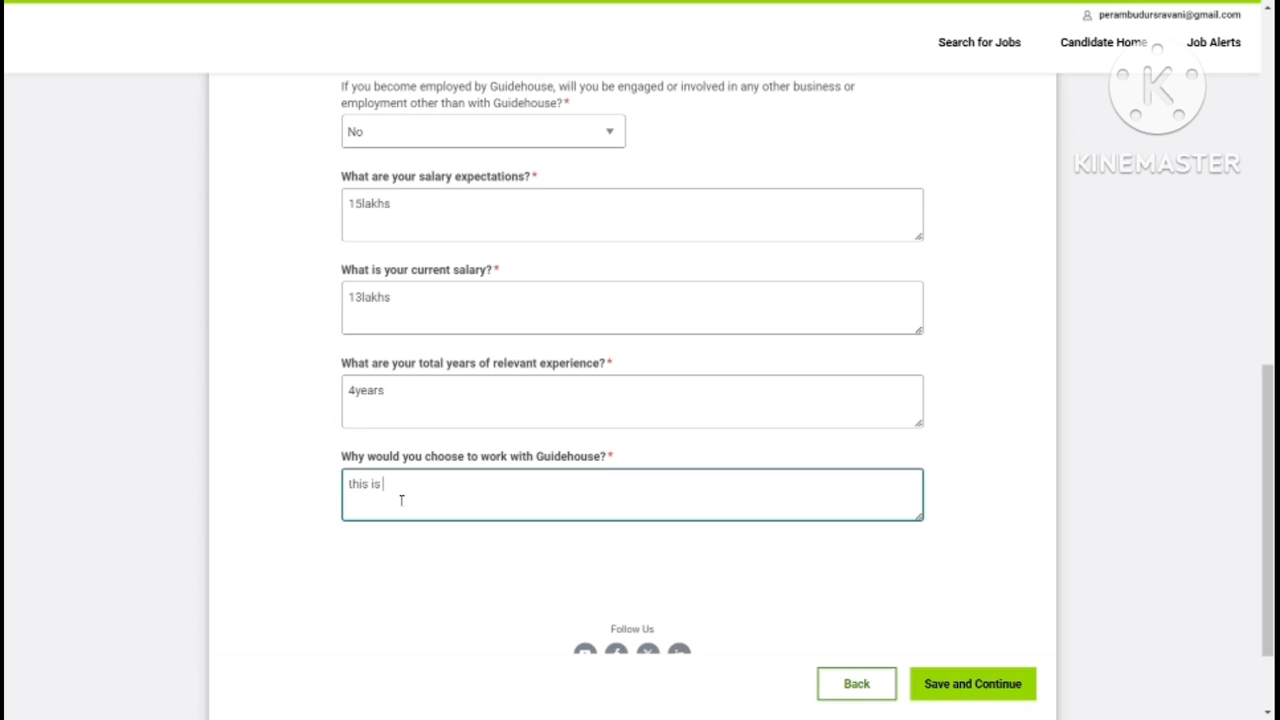 perambudursravani@gmail.com
Search for Jobs Candidate Home Job Alerts
If you become employed by Guidehouse, will you be engaged or involved in any other business or
employment other than with Guidehouse?*
No
What are your salary expectations?*
15lakhs
What is your current salary?*
13lakhs
What are your total years of relevant experience?*
4years
Why would you choose to work with Guidehouse?*
this is
Follow Us
Back Save and Continue
K
KINEMASTER